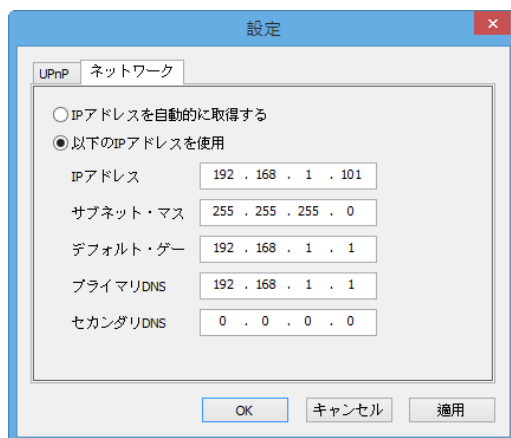 設定
UPnP ネットワーク
IPアドレスを自動的に取得する
以下のIPアドレスを使用
IPアドレス 192 . 168 . 1 . 101
サブネット・マス 255 . 255 . 255 . 0
デフォルト・ゲー 192 . 168 . 1 . 1
プライマリDNS 192 . 168 . 1 . 1
セカンダリDNS 0 . 0 . 0 . 0
OK キャンセル 適用